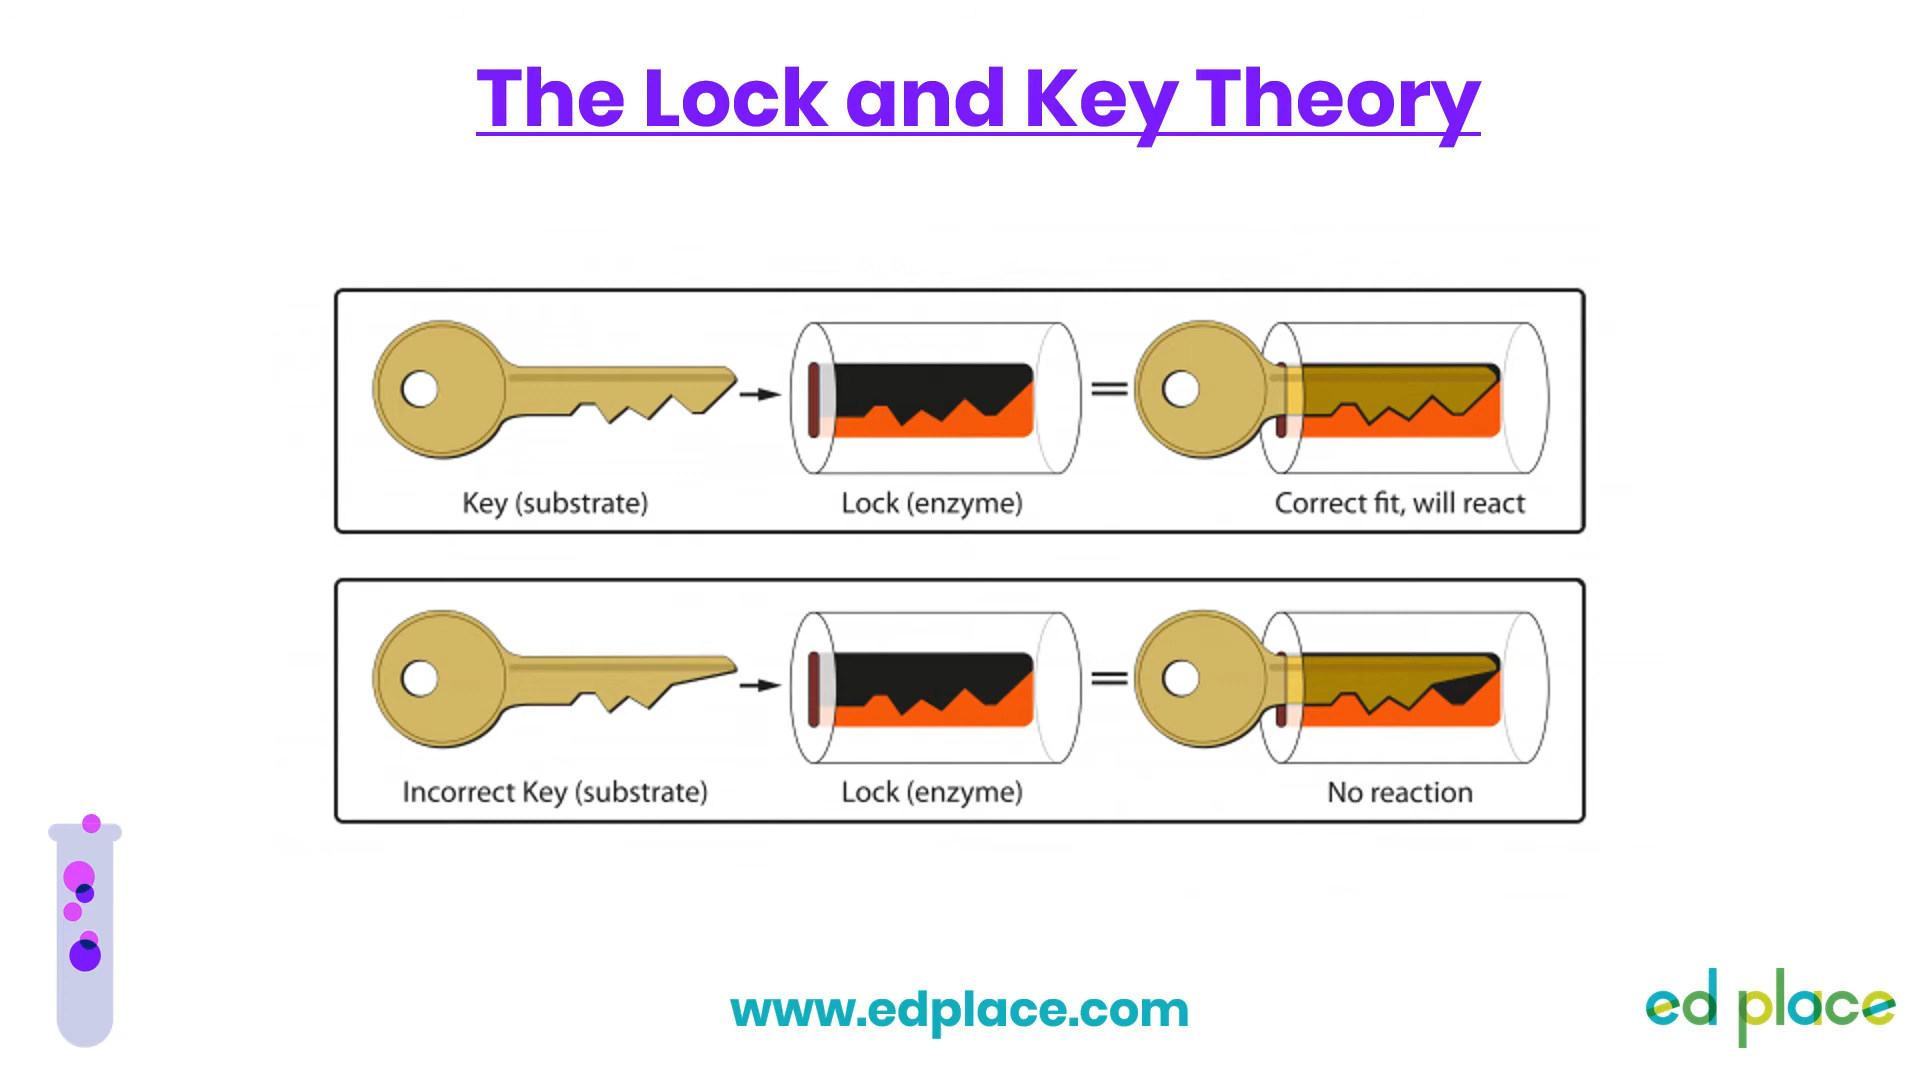 The Lock and Key Theory
Key (substrate)
Lock (enzyme)
Correct fit, will react
Incorrect Key (substrate)
Lock (enzyme)
No reaction
www.edplace.com
ed place